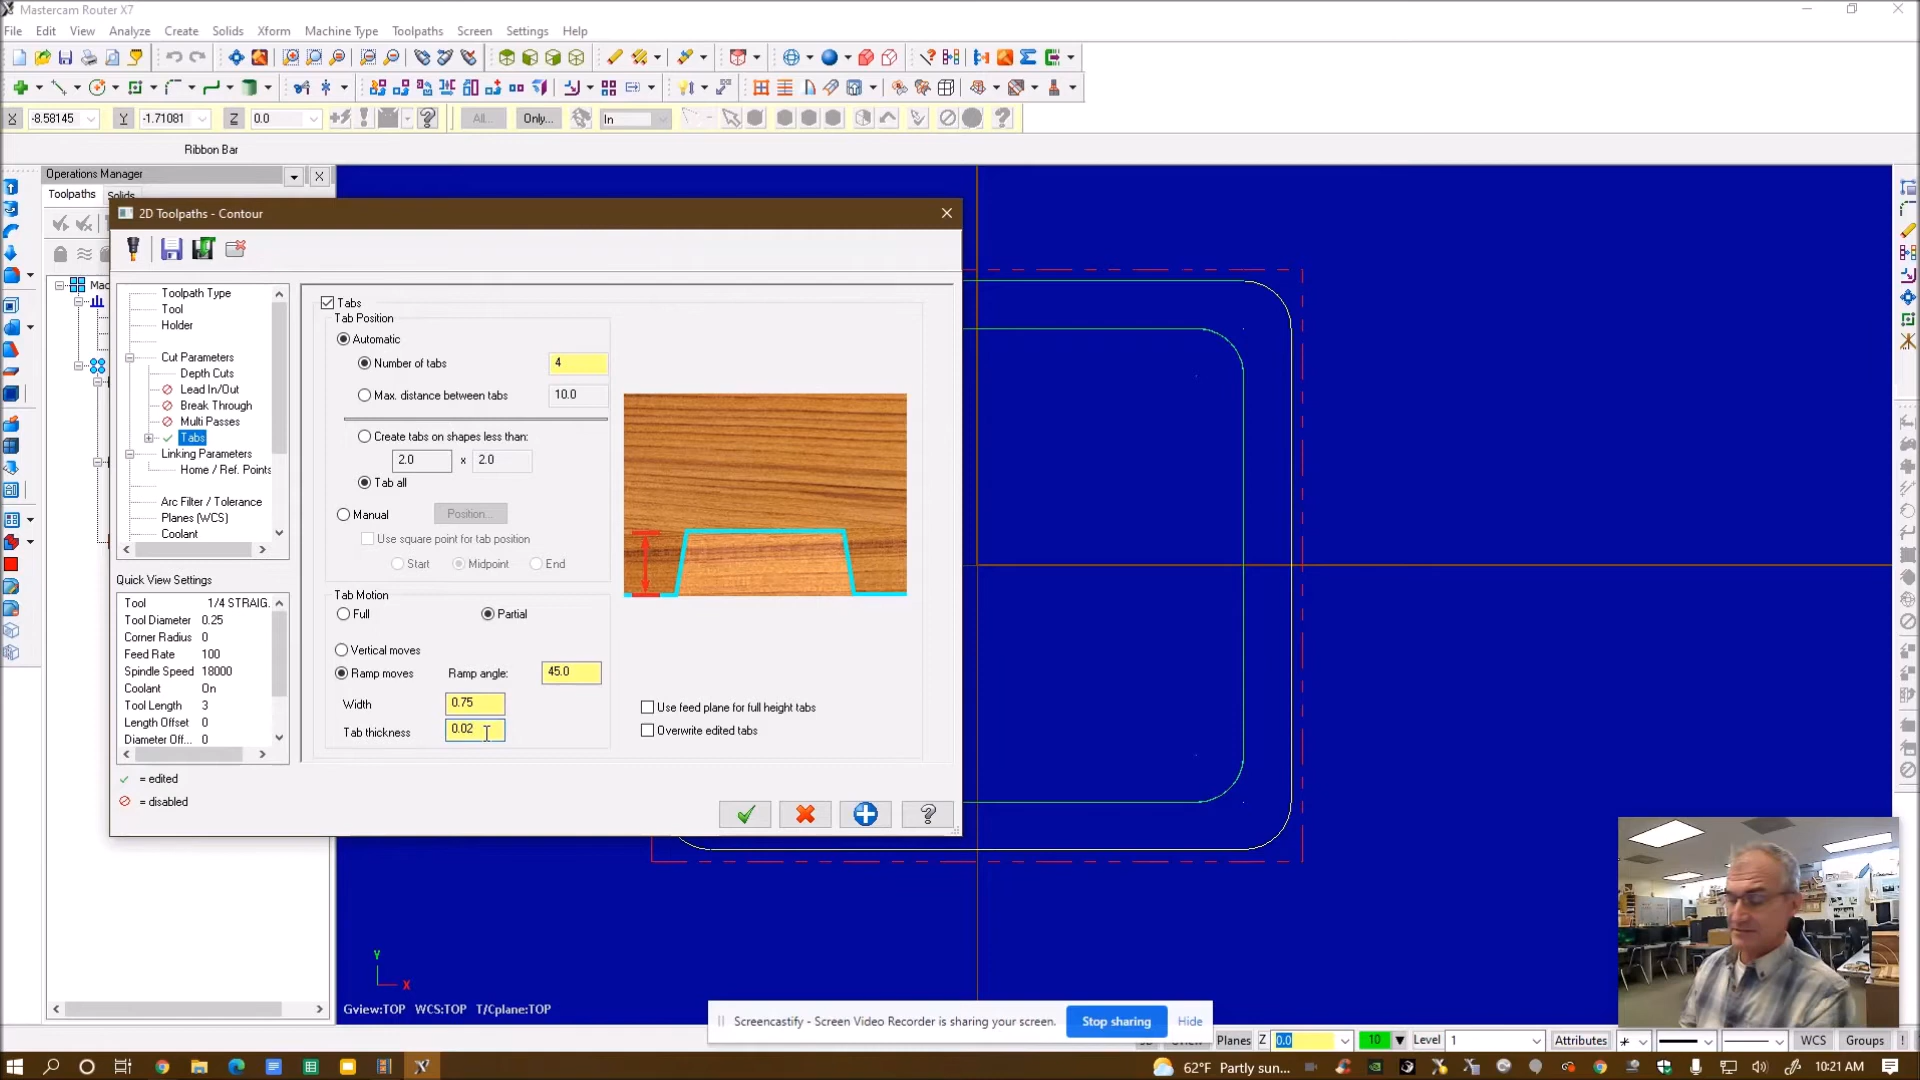 Mastercam Router X7
File Edit View Analyze Create Solids Xform Machine Type Toolpaths Screen Settings Help
X -8.58145 Y -1.71081 Z 0.0 All... Only... In
Ribbon Bar
Operations Manager
Toolpaths Solids
2D Toolpaths - Contour
Mac
Toolpath Type
Tool
Holder
Cut Parameters
Depth Cuts
Lead In/Out
Break Through
Multi Passes
Tabs
Linking Parameters
Home / Ref. Points
Arc Filter / Tolerance
Planes (WCS)
Coolant
Quick View Settings
Tool 1/4 STRAIG.
Tool Diameter 0.25
Corner Radius 0
Feed Rate 100
Spindle Speed 18000
Coolant On
Tool Length 3
Length Offset 0
Diameter Off... 0
= edited
= disabled
Tabs
Tab Position
Automatic
Number of tabs 4
Max. distance between tabs 10.0
Create tabs on shapes less than:
2.0 x 2.0
Tab all
Manual Position...
Use square point for tab position
Start Midpoint End
Tab Motion
Full Partial
Vertical moves
Ramp moves Ramp angle: 45.0
Width 0.75
Tab thickness 0.02
Use feed plane for full height tabs
Overwrite edited tabs
Y
X
Gview:TOP WCS:TOP T/Cplane:TOP
Screencastify - Screen Video Recorder is sharing your screen. Stop sharing Hide
Planes Z 0.0 10 Level 1 Attributes WCS Groups
62°F Partly sun... 10:21 AM